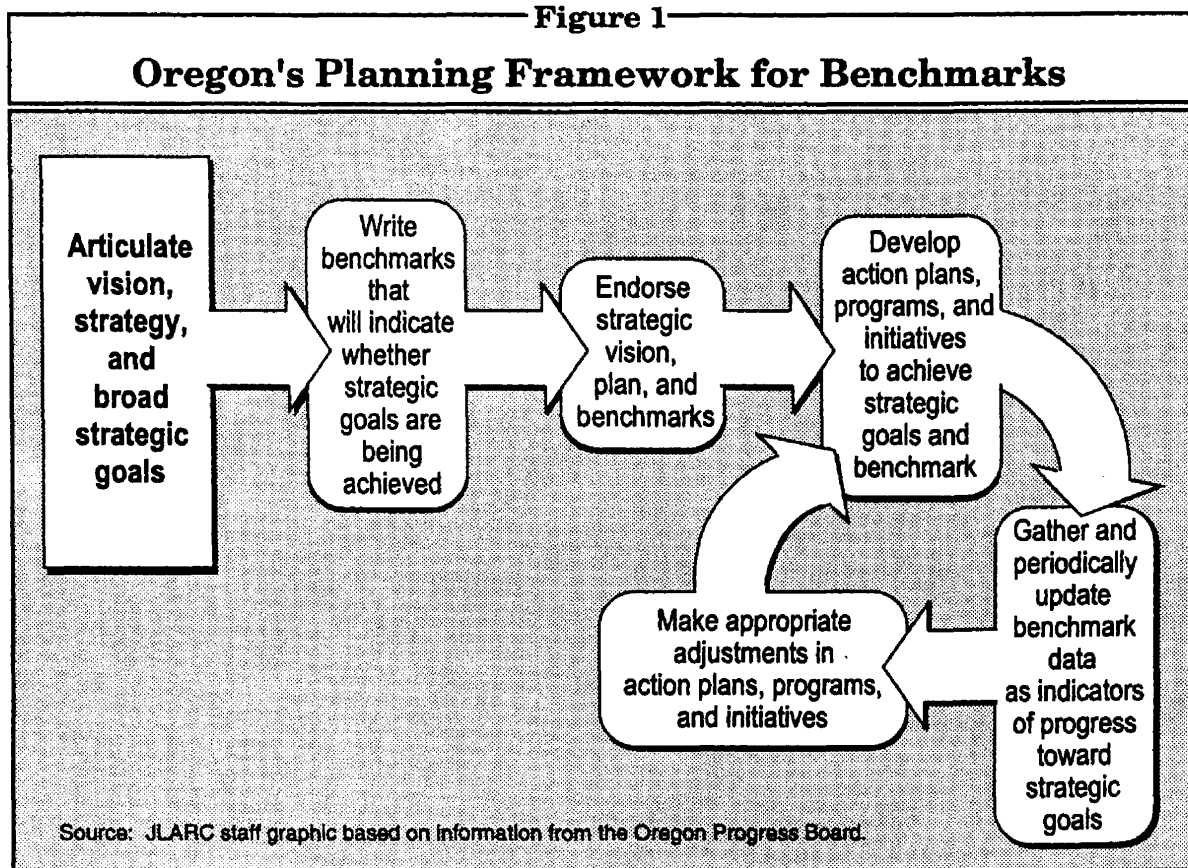 Figure 1
Oregon's Planning Framework for Benchmarks
Articulate
vision,
strategy,
and
broad
strategic
goals
Write
benchmarks
that
will indicate
whether
strategic
goals are
being
achieved
Endorse
strategic
vision,
plan, and
benchmarks
Develop
action plans,
programs, and
initiatives
to achieve
strategic
goals and
benchmark
Gather and
periodically
update
benchmark
data
as indicators
of progress
toward
strategic
goals
Make appropriate
adjustments in
action plans, programs,
and initiatives
Source: JLARC staff graphic based on information from the Oregon Progress Board.